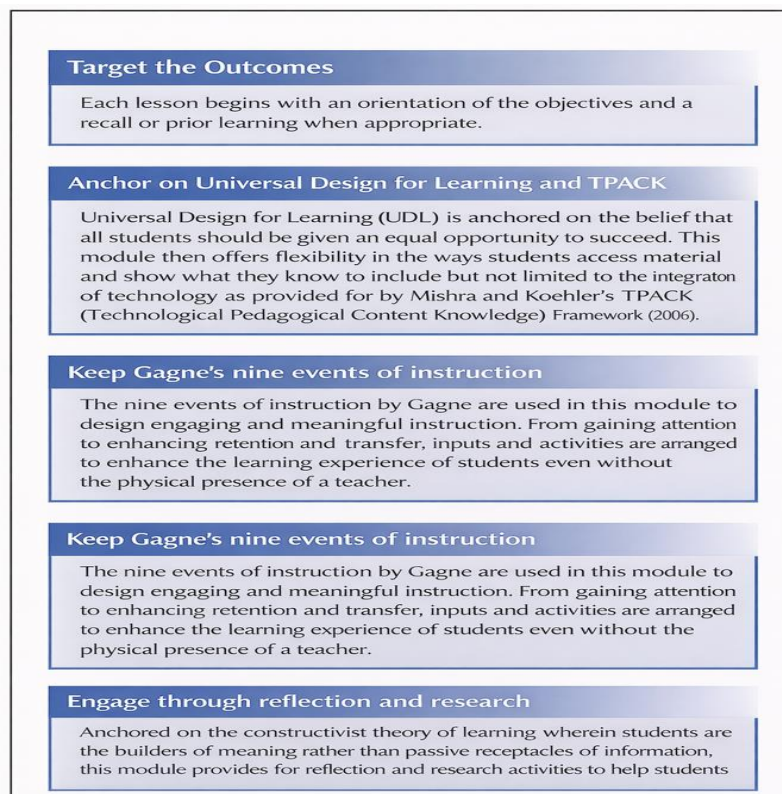 Target the Outcomes
Each lesson begins with an orientation of the objectives and a
recall or prior learning when appropriate.
Anchor on Universal Design for Learning and TPACK
Universal Design for Learning (UDL) is anchored on the belief that
all students should be given an equal opportunity to succeed. This
module then offers flexibility in the ways students access material
and show what they know to include but not limited to the integraton
of technology as provided for by Mishra and Koehler's TPACK
(Technological Pedagogical Content Knowledge) Framework (2006).
Keep Gagne's nine events of instruction
The nine events of instruction by Gagne are used in this module to
design engaging and meaningful instruction. From gaining attention
to enhancing retention and transfer, inputs and activities are arranged
to enhance the learning experience of students even without
the physical presence of a teacher.
Keep Gagne's nine events of instruction
The nine events of instruction by Gagne are used in this module to
design engaging and meaningful instruction. From gaining attention
to enhancing retention and transfer, inputs and activities are arranged
to enhance the learning experience of students even without the
physical presence of a teacher.
Engage through reflection and research
Anchored on the constructivist theory of learning wherein students are
the builders of meaning rather than passive receptacles of information,
this module provides for reflection and research activities to help students